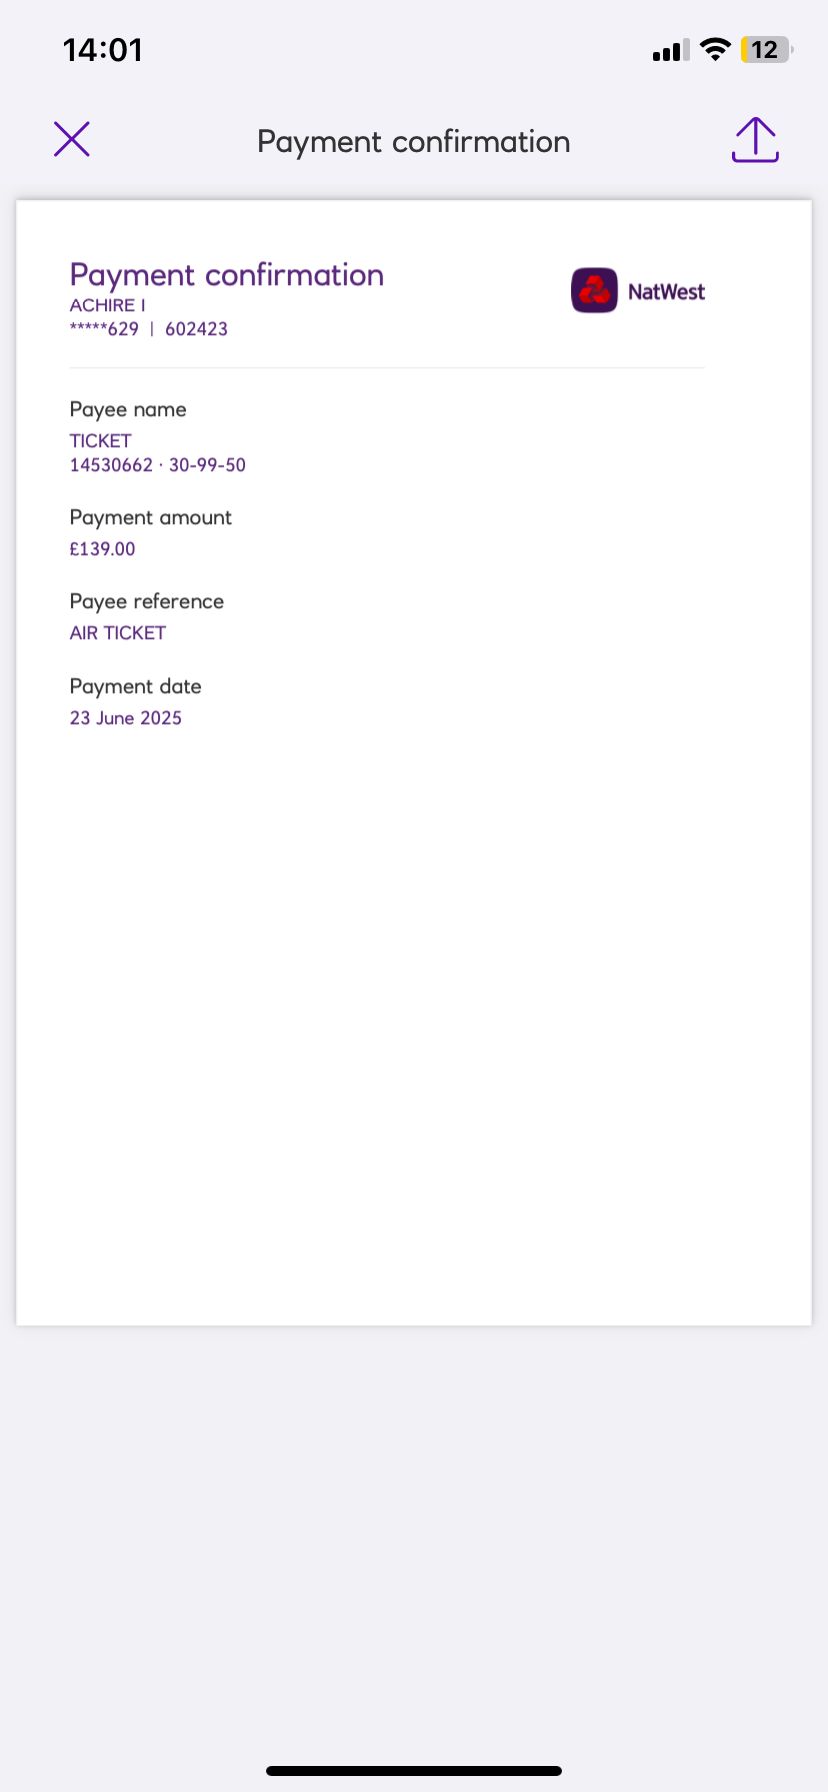 14:01
12
Payment confirmation
Payment confirmation
ACHIRE I
*****629 | 602423
NatWest
Payee name
TICKET
14530662 · 30-99-50
Payment amount
£139.00
Payee reference
AIR TICKET
Payment date
23 June 2025